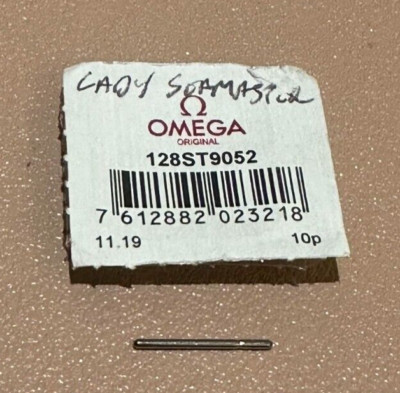 LADY SEAMASTER
Ω
OMEGA
ORIGINAL
128ST9052
7 612882 023218
11.19 10p